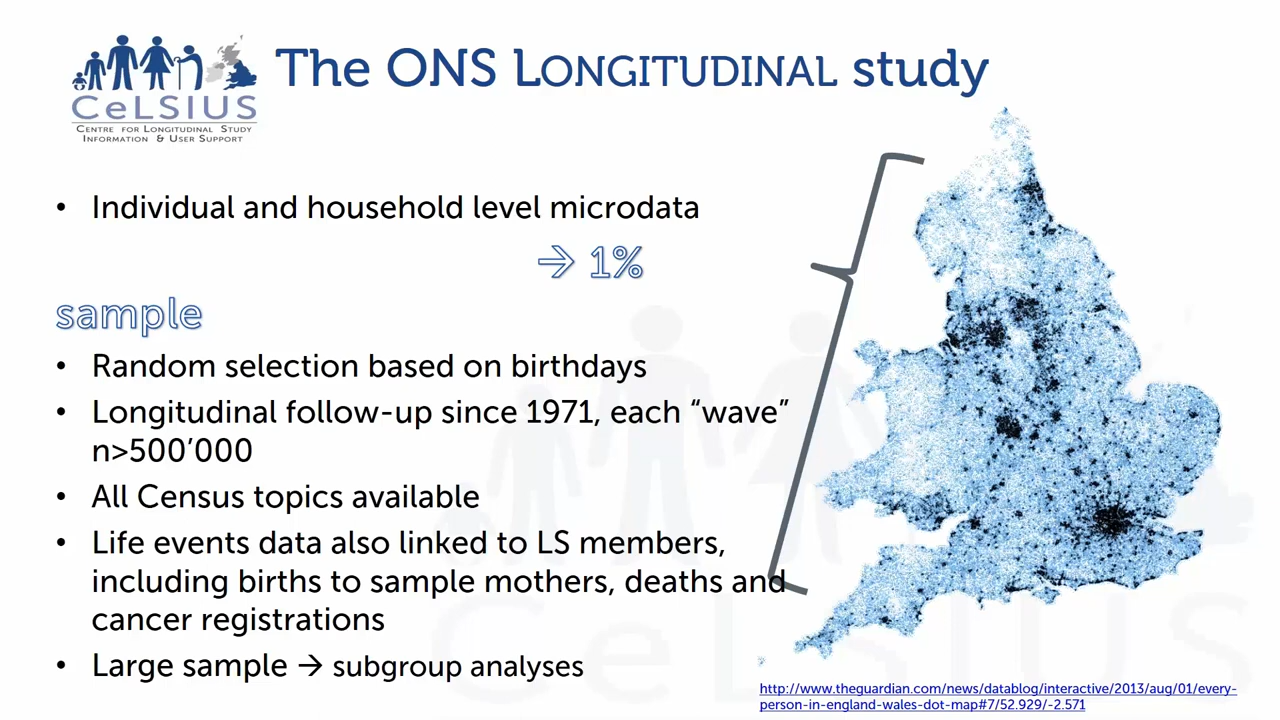 The ONS LONGITUDINAL study
CeLSIUS
CENTRE FOR LONGITUDINAL STUDY
INFORMATION & USER SUPPORT
• Individual and household level microdata
→ 1%
sample
• Random selection based on birthdays
• Longitudinal follow-up since 1971, each “wave”
n>500’000
• All Census topics available
• Life events data also linked to LS members,
including births to sample mothers, deaths and
cancer registrations
• Large sample → subgroup analyses
http://www.theguardian.com/news/datablog/interactive/2013/aug/01/every-
person-in-england-wales-dot-map#7/52.929/-2.571
CeLSIUS